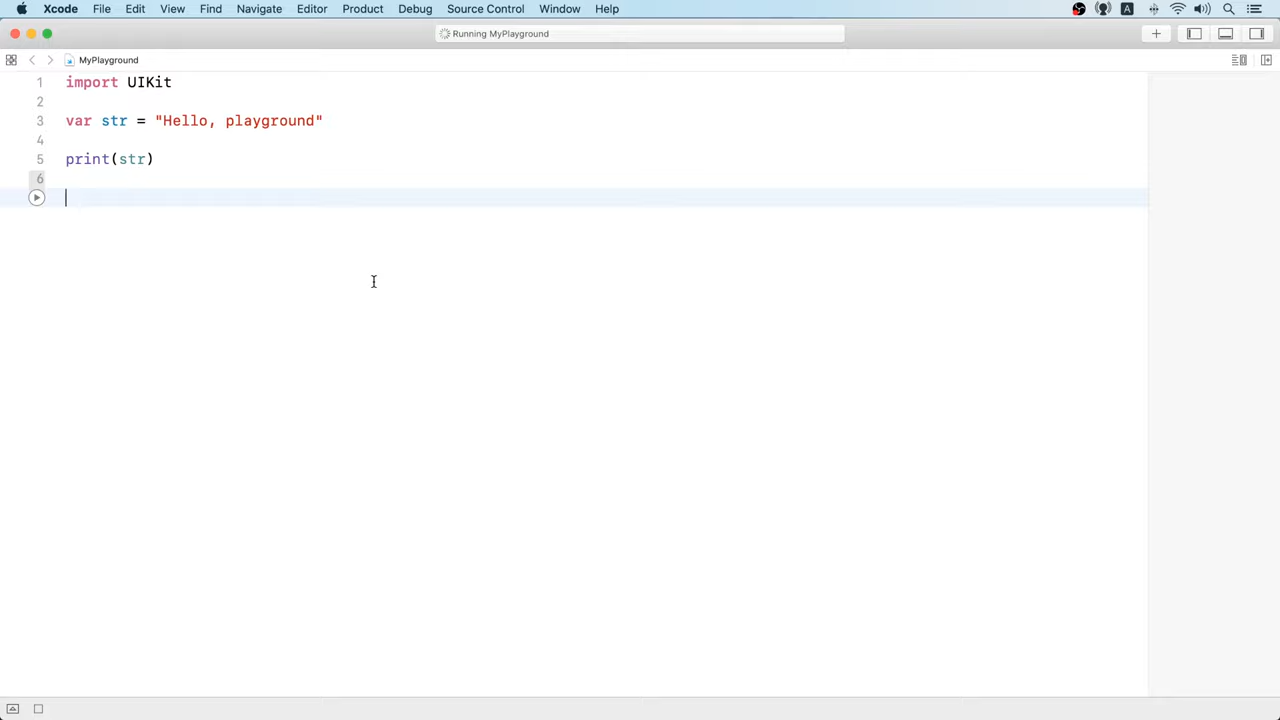 Xcode File Edit View Find Navigate Editor Product Debug Source Control Window Help A
Running MyPlayground
MyPlayground
1 import UIKit
2
3 var str = "Hello, playground"
4
5 print(str)
6